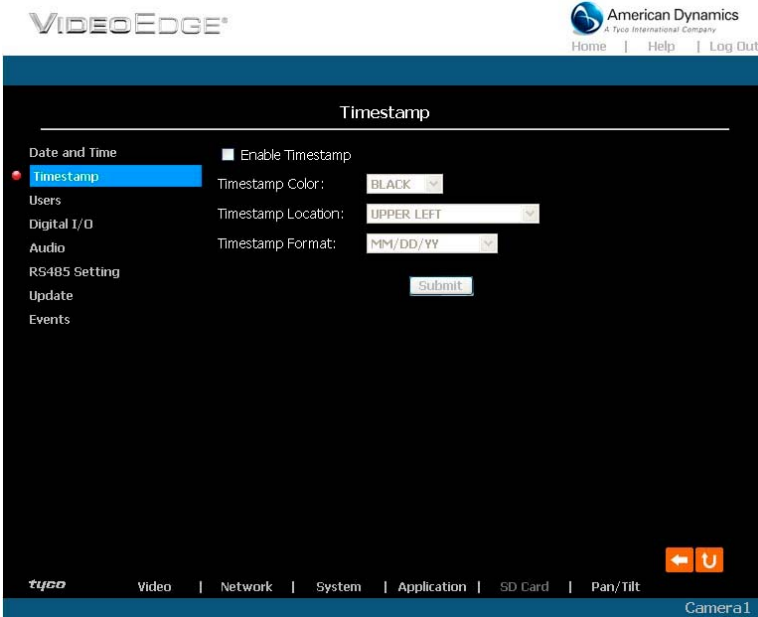 VIDEOEDGE®
American Dynamics
A Tyco International Company
Home | Help | Log Out
Timestamp
Date and Time
Timestamp
Users
Digital I/O
Audio
RS485 Setting
Update
Events
Enable Timestamp
Timestamp Color: BLACK
Timestamp Location: UPPER LEFT
Timestamp Format: MM/DD/YY
Submit
tyco
Video | Network | System | Application | SD Card | Pan/Tilt
Camera1